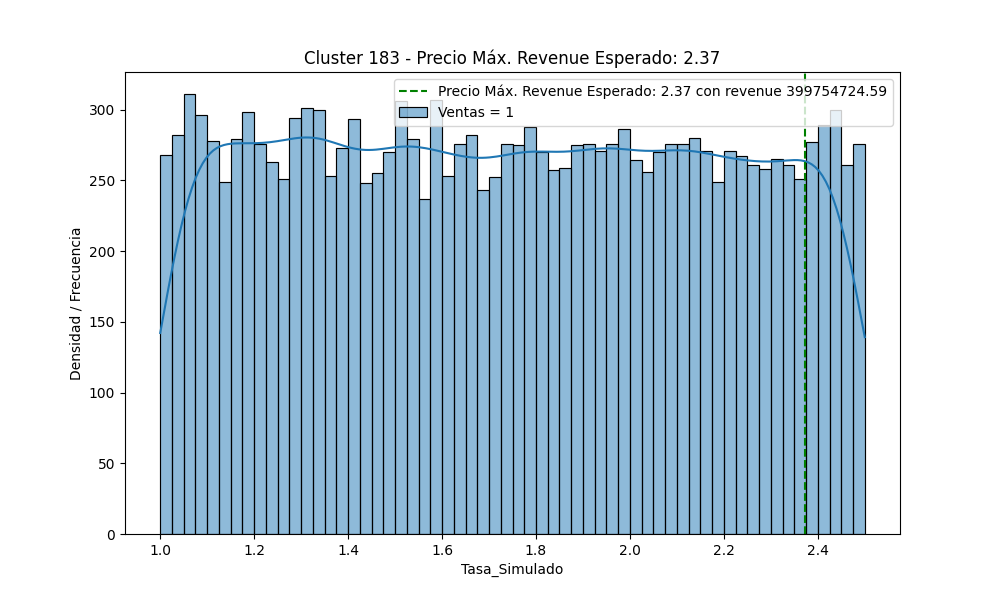 Cluster 183 - Precio Máx. Revenue Esperado: 2.37
Precio Máx. Revenue Esperado: 2.37 con revenue 399754724.59
Ventas = 1
Densidad / Frecuencia
300
250
200
150
100
50
0
1.0 1.2 1.4 1.6 1.8 2.0 2.2 2.4
Tasa_Simulado